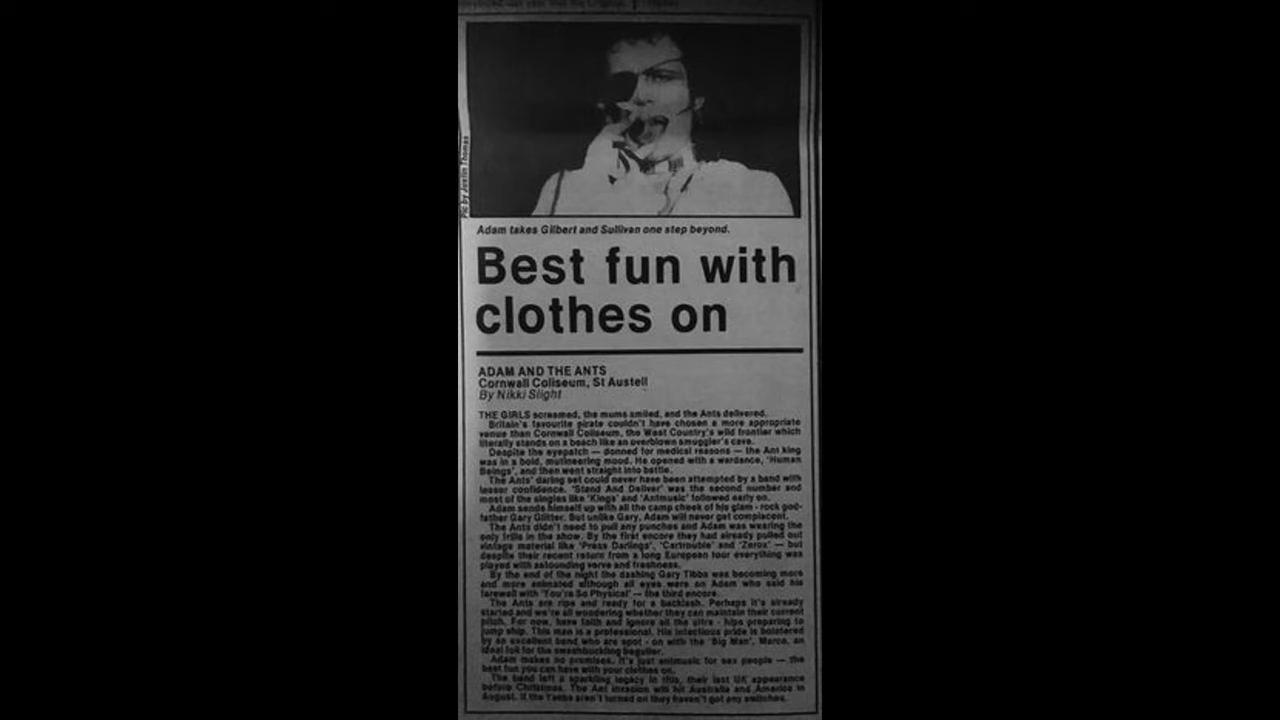 Pic by Justin Thomas
Adam takes Gilbert and Sullivan one step beyond.
Best fun with
clothes on
ADAM AND THE ANTS
Cornwall Coliseum, St Austell
By Nikki Slight
THE GIRLS screamed, the mums smiled, and the Ants delivered.
Britain's favourite pirate couldn't have chosen a more appropriate
venue than Cornwall Coliseum, the West Country's wild frontier which
literally stands on a beach like an overblown smuggler's cave.
Despite the eyepatch — donned for medical reasons — the Ant king
was in a bold, mutineering mood. He opened with a wardance, 'Human
Beings', and then went straight into battle.
The Ants' daring set could never have been attempted by a band with
lesser confidence. 'Stand And Deliver' was the second number and
most of the singles like 'Kings' and 'Antmusic' followed early on.
Adam sends himself up with all the camp cheek of his glam - rock god-
father Gary Glitter. But unlike Gary, Adam will never get complacent.
The Ants didn't need to pull any punches and Adam was wearing the
only frills in the show. By the first encore they had already pulled out
vintage material like 'Press Darlings', 'Cartrouble' and 'Zerox' — but
despite their recent return from a long European tour everything was
played with astounding verve and freshness.
By the end of the night the dashing Gary Tibbs was becoming more
and more animated although all eyes were on Adam who said his
farewell with 'You're So Physical' — the third encore.
The Ants are ripe and ready for a backlash. Perhaps it's already
started and we're all wondering whether they can maintain their current
pitch. For now, have faith and ignore all the ultra - hips preparing to
jump ship. This man is a professional. His infectious pride is bolstered
by an excellent band who are spot - on with the 'Big Man', Marco, an
ideal for the swashbuckling beguiler.
Adam makes no promises. It's just antmusic for sex people — the
best fun you can have with your clothes on.
The band left a sparkling legacy in this, their last UK appearance
before Christmas. The Ant invasion will hit Australia and America in
August. If the Yanks aren't turned on they haven't got any switches.